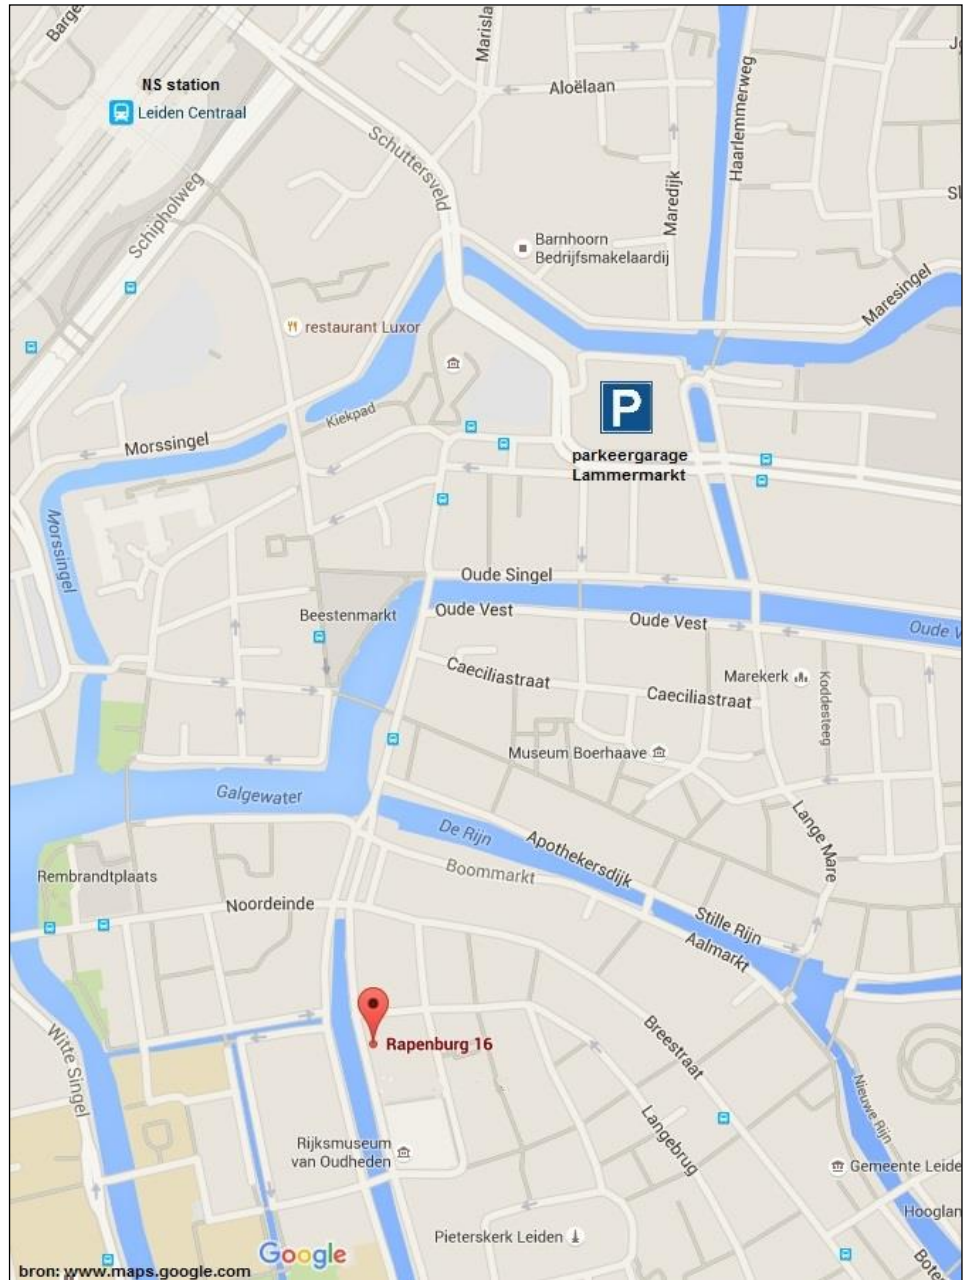 Marisla
NS station
Leiden Centraal
Aloëlaan
Haarlemmerweg
Schuttersveld
Maredijk
Schipholweg
Barnhoorn
Bedrijfsmakelaardij
Maresingel
restaurant Luxor
Kiekpad
P
Morssingel
parkeergarage
Lammermarkt
Morssingel
Oude Singel
Oude Vest
Oude Vest
Oude V
Beestenmarkt
Caeciliastraat
Caeciliastraat
Marekerk
Koddesteeg
Museum Boerhaave
Galgewater
De Rijn
Apothekersdijk
Lange Mare
Boommarkt
Rembrandtplaats
Noordeinde
Stille Rijn
Aalmarkt
Rapenburg 16
Breestraat
Witte Singel
Nieuwe Rijn
Langebrug
Rijksmuseum
van Oudheden
Gemeente Leide
Hooglan
Pieterskerk Leiden
Google
bron: www.maps.google.com